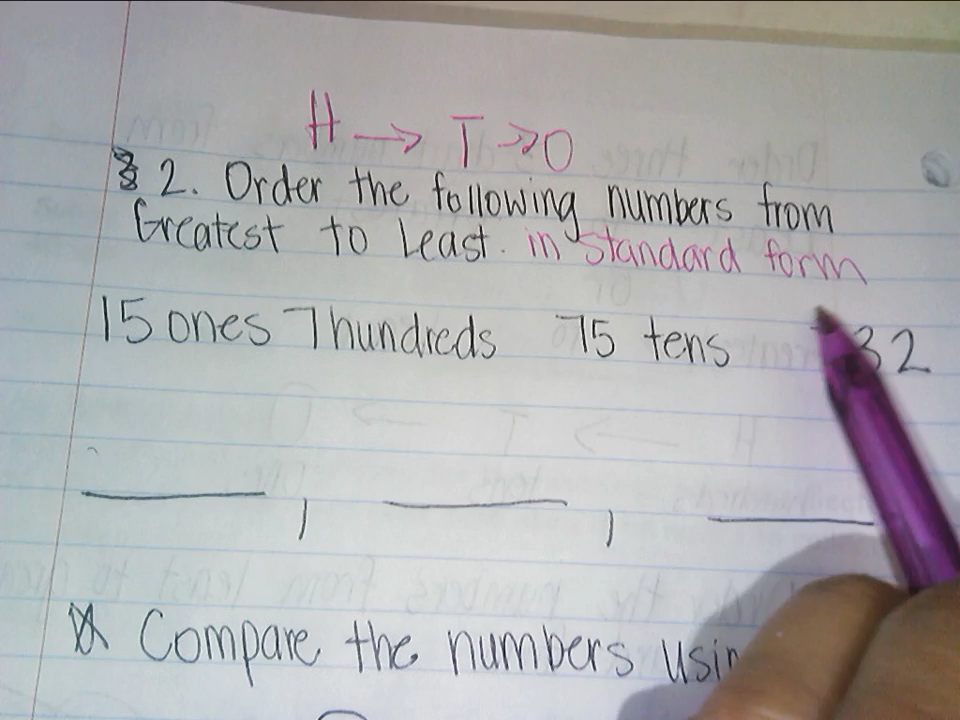 H → T → O
2. Order the following numbers from
Greatest to Least. in standard form
15 ones 7 hundreds 75 tens 32
Compare the numbers